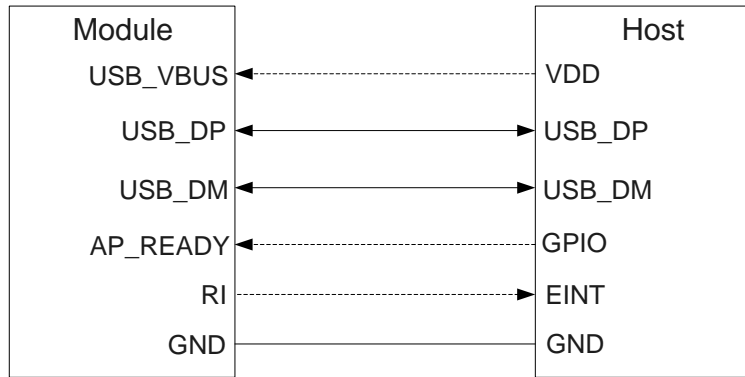 Module Host
USB_VBUS VDD
USB_DP USB_DP
USB_DM USB_DM
AP_READY GPIO
RI EINT
GND GND